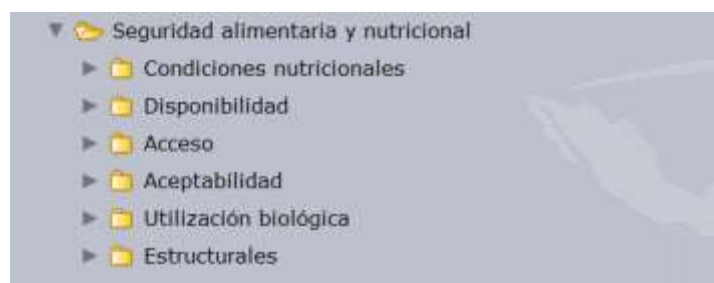 Seguridad alimentaria y nutricional
Condiciones nutricionales
Disponibilidad
Acceso
Aceptabilidad
Utilización biológica
Estructurales